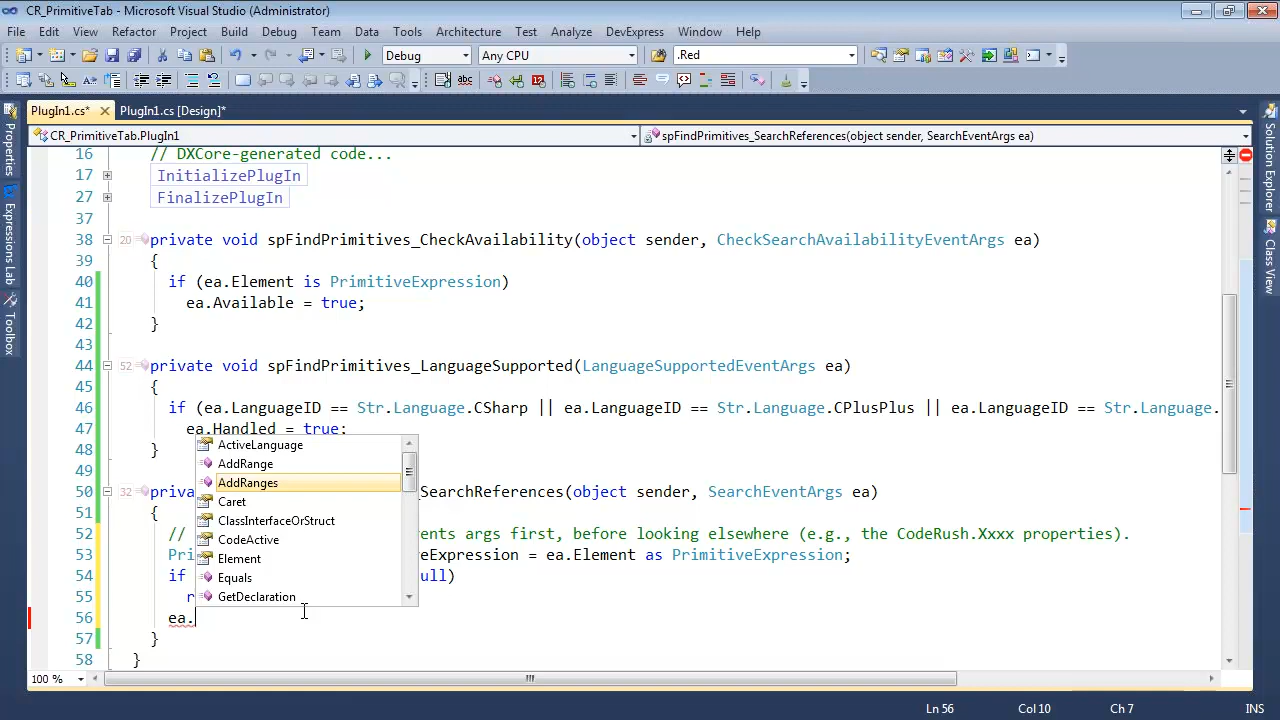 CR_PrimitiveTab - Microsoft Visual Studio (Administrator)
File Edit View Refactor Project Build Debug Team Data Tools Architecture Test Analyze DevExpress Window Help
Debug Any CPU .Red
PlugIn1.cs* PlugIn1.cs [Design]*
CR_PrimitiveTab.PlugIn1 spFindPrimitives_SearchReferences(object sender, SearchEventArgs ea)
16 // DXCore-generated code...
17 InitializePlugIn
27 FinalizePlugIn
37
38 20 private void spFindPrimitives_CheckAvailability(object sender, CheckSearchAvailabilityEventArgs ea)
39 {
40 if (ea.Element is PrimitiveExpression)
41 ea.Available = true;
42 }
43
44 52 private void spFindPrimitives_LanguageSupported(LanguageSupportedEventArgs ea)
45 {
46 if (ea.LanguageID == Str.Language.CSharp || ea.LanguageID == Str.Language.CPlusPlus || ea.LanguageID == Str.Language.
47 ea.Handled = true;
48 }
49
50 32 priva SearchReferences(object sender, SearchEventArgs ea)
51 {
52 // vents args first, before looking elsewhere (e.g., the CodeRush.Xxxx properties).
53 Pri veExpression = ea.Element as PrimitiveExpression;
54 if ull)
55 r
56 ea.
57 }
58 }
ActiveLanguage
AddRange
AddRanges
Caret
ClassInterfaceOrStruct
CodeActive
Element
Equals
GetDeclaration
Properties
Expressions Lab
Toolbox
Solution Explorer
Class View
100 %
Ln 56 Col 10 Ch 7 INS